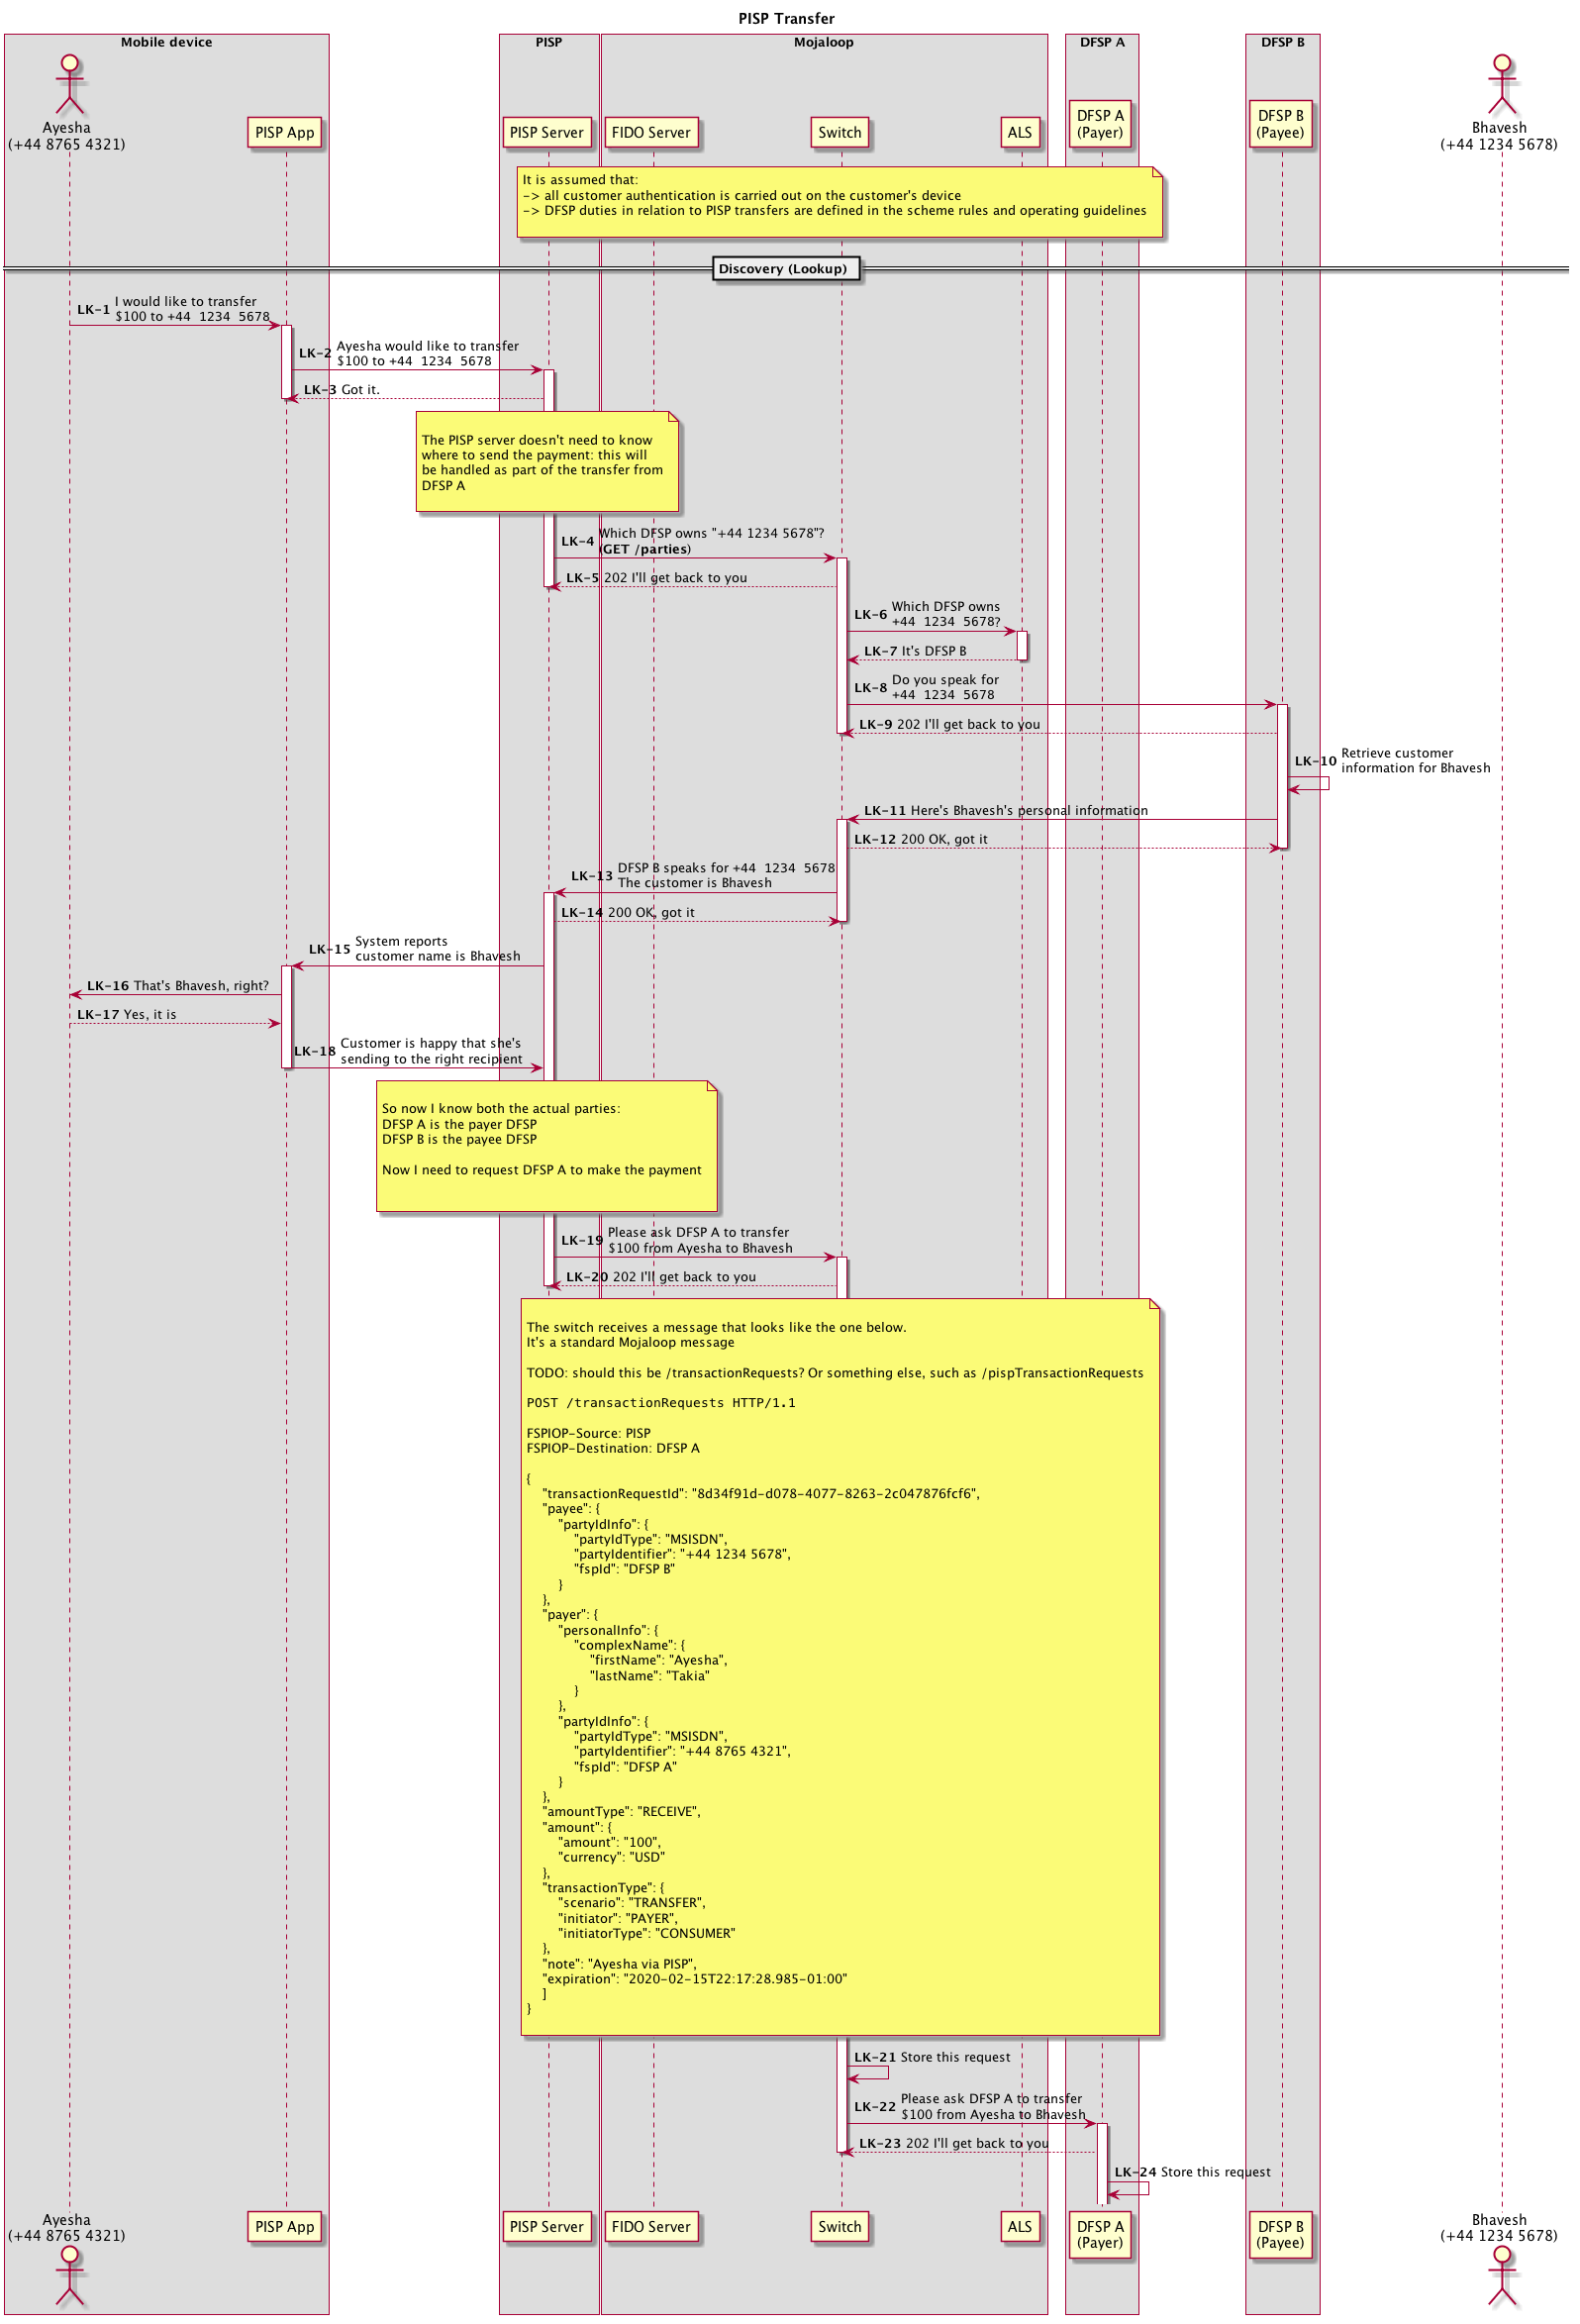 PISP Transfer
Mobile device
PISP
Mojaloop
DFSP A
DFSP B
Ayesha
(+44 8765 4321)
PISP App
PISP Server
FIDO Server
Switch
ALS
DFSP A
(Payer)
DFSP B
(Payee)
Bhavesh
(+44 1234 5678)
It is assumed that:
-> all customer authentication is carried out on the customer's device
-> DFSP duties in relation to PISP transfers are defined in the scheme rules and operating guidelines
Discovery (Lookup)
LK-1 I would like to transfer
$100 to +44 1234 5678
LK-2 Ayesha would like to transfer
$100 to +44 1234 5678
LK-3 Got it.
The PISP server doesn't need to know
where to send the payment: this will
be handled as part of the transfer from
DFSP A
LK-4 Which DFSP owns "+44 1234 5678"?
(GET /parties)
LK-5 202 I'll get back to you
LK-6 Which DFSP owns
+44 1234 5678?
LK-7 It's DFSP B
LK-8 Do you speak for
+44 1234 5678
LK-9 202 I'll get back to you
LK-10 Retrieve customer
information for Bhavesh
LK-11 Here's Bhavesh's personal information
LK-12 200 OK, got it
LK-13 DFSP B speaks for +44 1234 5678
The customer is Bhavesh
LK-14 200 OK, got it
LK-15 System reports
customer name is Bhavesh
LK-16 That's Bhavesh, right?
LK-17 Yes, it is
LK-18 Customer is happy that she's
sending to the right recipient
So now I know both the actual parties:
DFSP A is the payer DFSP
DFSP B is the payee DFSP
Now I need to request DFSP A to make the payment
LK-19 Please ask DFSP A to transfer
$100 from Ayesha to Bhavesh
LK-20 202 I'll get back to you
The switch receives a message that looks like the one below.
It's a standard Mojaloop message
TODO: should this be /transactionRequests? Or something else, such as /pispTransactionRequests
POST /transactionRequests HTTP/1.1
FSPIOP-Source: PISP
FSPIOP-Destination: DFSP A
{
"transactionRequestId": "8d34f91d-d078-4077-8263-2c047876fcf6",
"payee": {
"partyIdInfo": {
"partyIdType": "MSISDN",
"partyIdentifier": "+44 1234 5678",
"fspId": "DFSP B"
}
},
"payer": {
"personalInfo": {
"complexName": {
"firstName": "Ayesha",
"lastName": "Takia"
}
},
"partyIdInfo": {
"partyIdType": "MSISDN",
"partyIdentifier": "+44 8765 4321",
"fspId": "DFSP A"
}
},
"amountType": "RECEIVE",
"amount": {
"amount": "100",
"currency": "USD"
},
"transactionType": {
"scenario": "TRANSFER",
"initiator": "PAYER",
"initiatorType": "CONSUMER"
},
"note": "Ayesha via PISP",
"expiration": "2020-02-15T22:17:28.985-01:00"
]
}
LK-21 Store this request
LK-22 Please ask DFSP A to transfer
$100 from Ayesha to Bhavesh
LK-23 202 I'll get back to you
LK-24 Store this request
Ayesha
(+44 8765 4321)
PISP App
PISP Server
FIDO Server
Switch
ALS
DFSP A
(Payer)
DFSP B
(Payee)
Bhavesh
(+44 1234 5678)